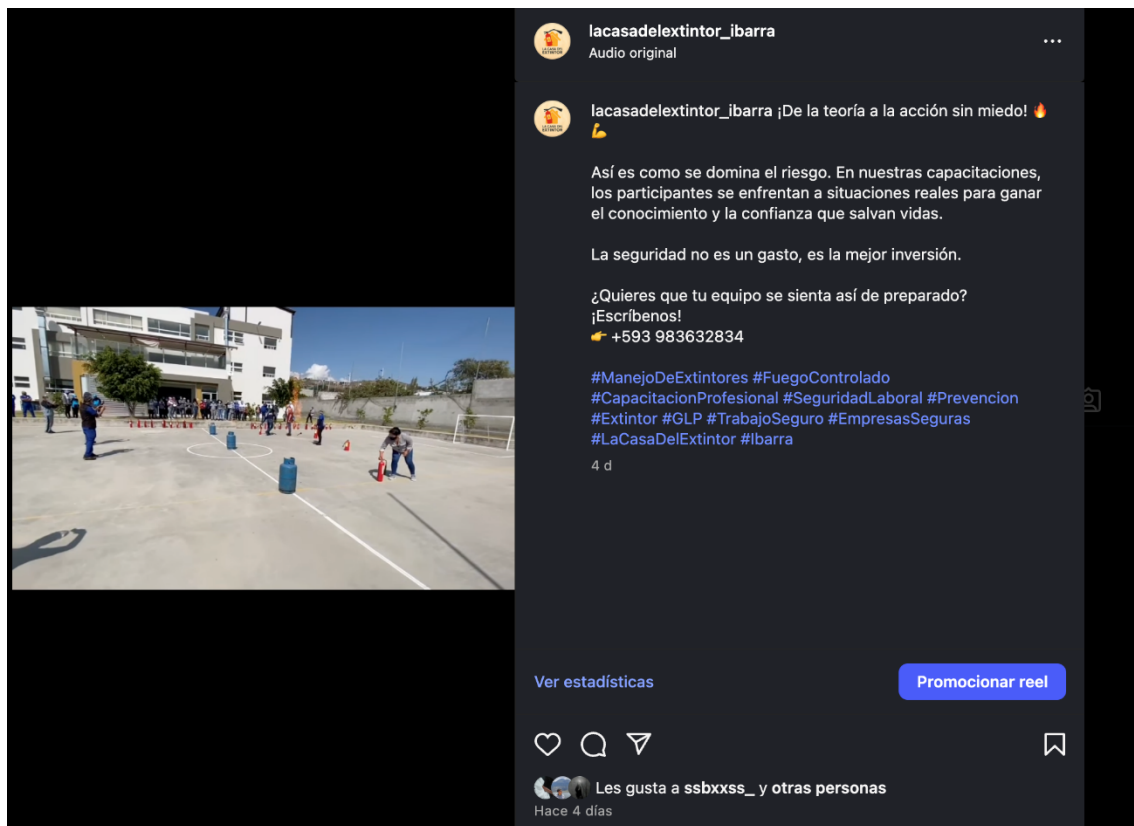 lacasadelextintor_ibarra
Audio original
lacasadelextintor_ibarra ¡De la teoría a la acción sin miedo! 🔥
💪
Así es como se domina el riesgo. En nuestras capacitaciones,
los participantes se enfrentan a situaciones reales para ganar
el conocimiento y la confianza que salvan vidas.
La seguridad no es un gasto, es la mejor inversión.
¿Quieres que tu equipo se sienta así de preparado?
¡Escríbenos!
👉 +593 983632834
#ManejoDeExtintores #FuegoControlado
#CapacitacionProfesional #SeguridadLaboral #Prevencion
#Extintor #GLP #TrabajoSeguro #EmpresasSeguras
#LaCasaDelExtintor #Ibarra
4 d
Ver estadísticas
Promocionar reel
Les gusta a ssbxxss_ y otras personas
Hace 4 días